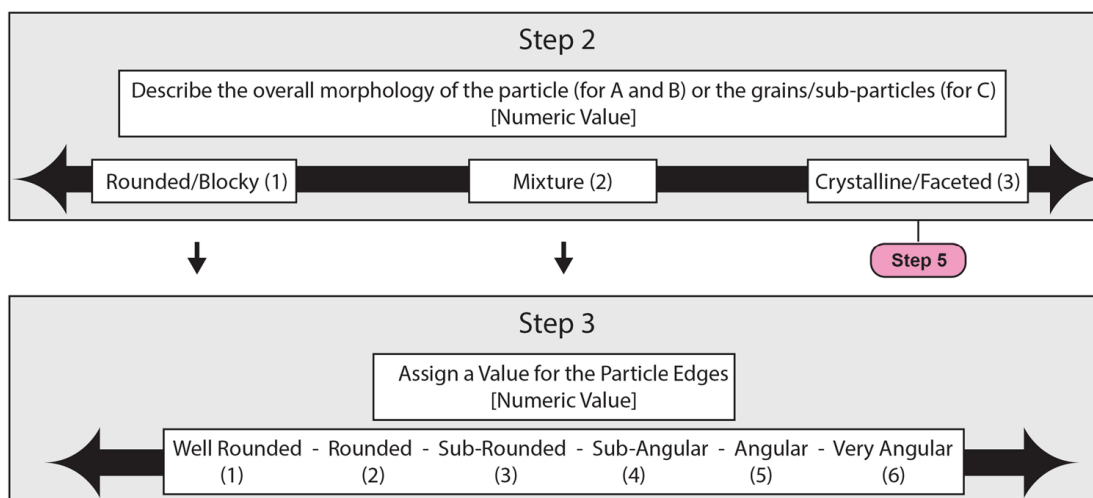 Step 2
Describe the overall morphology of the particle (for A and B) or the grains/sub-particles (for C)
[Numeric Value]
Rounded/Blocky (1) Mixture (2) Crystalline/Faceted (3)
Step 5
Step 3
Assign a Value for the Particle Edges
[Numeric Value]
Well Rounded - Rounded - Sub-Rounded - Sub-Angular - Angular - Very Angular
(1) (2) (3) (4) (5) (6)